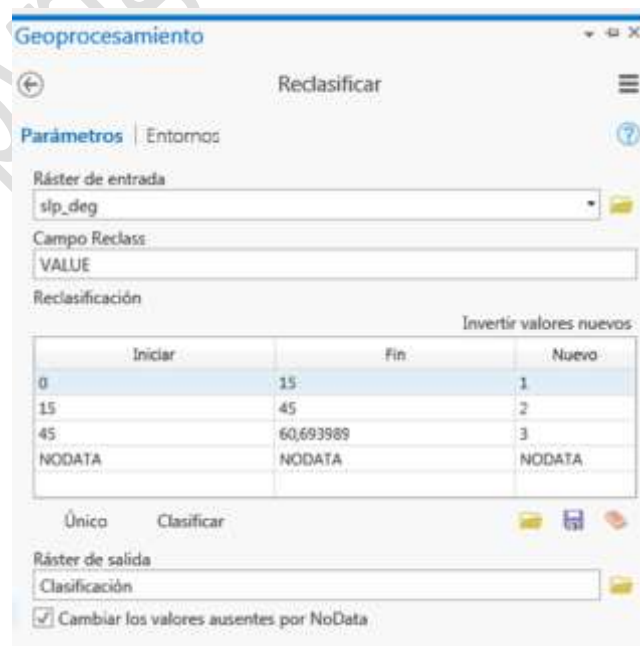 Geoprocesamiento
Reclasificar
Parámetros | Entornos
Ráster de entrada
slp_deg
Campo Reclass
VALUE
Reclasificación
Invertir valores nuevos
Iniciar Fin Nuevo
0 15 1
15 45 2
45 60,693989 3
NODATA NODATA NODATA
Único Clasificar
Ráster de salida
Clasificación
Cambiar los valores ausentes por NoData